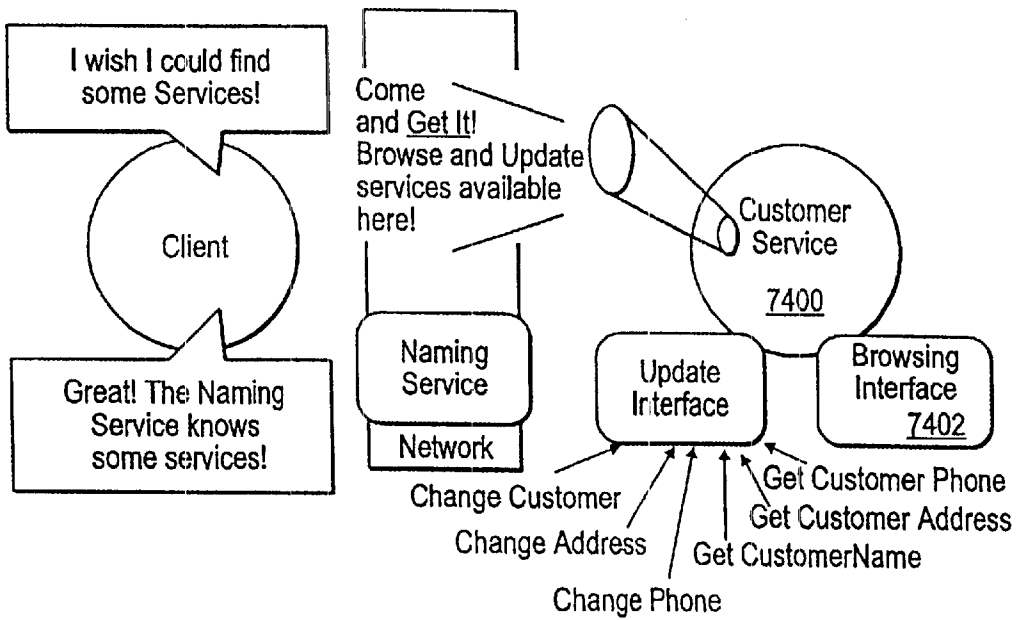 I wish I could find
some Services!
Client
Great! The Naming
Service knows
some services!
Come
and Get It!
Browse and Update
services available
here!
Naming
Service
Network
Customer
Service
7400
Update
Interface
Browsing
Interface
7402
Change Customer
Change Address
Change Phone
Get CustomerName
Get Customer Address
Get Customer Phone